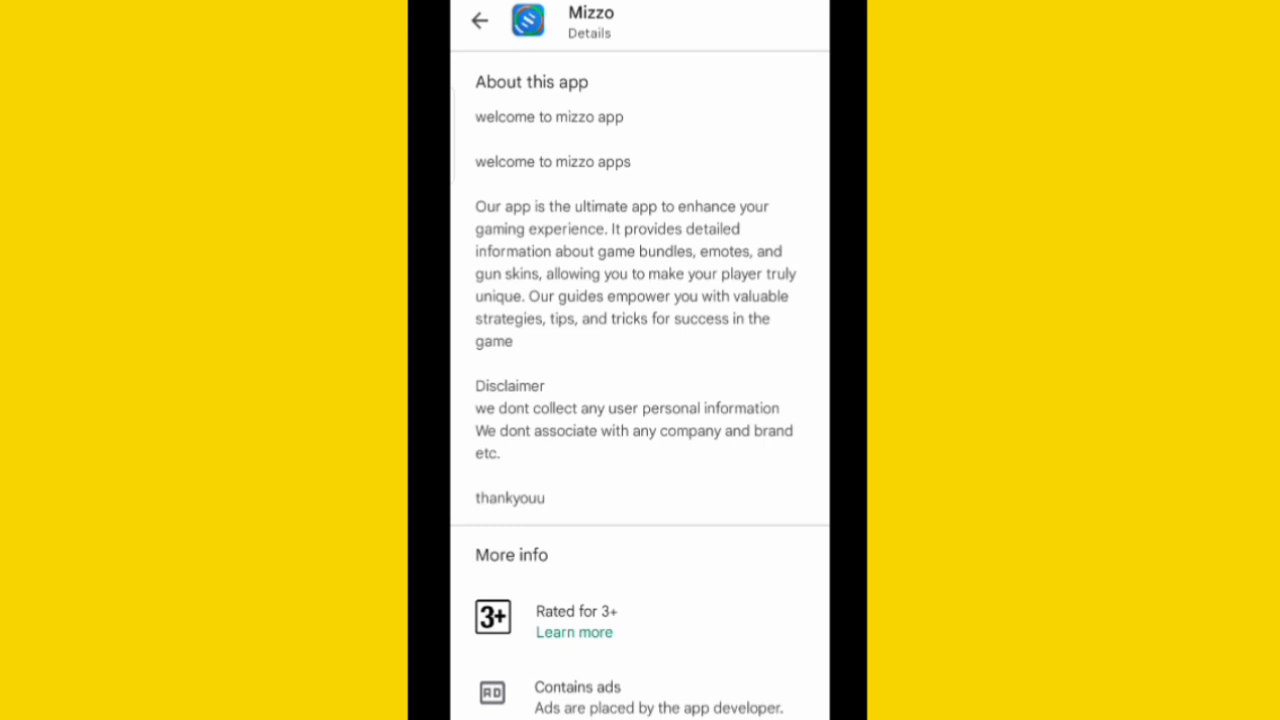 Mizzo
Details
About this app
welcome to mizzo app
welcome to mizzo apps
Our app is the ultimate app to enhance your
gaming experience. It provides detailed
information about game bundles, emotes, and
gun skins, allowing you to make your player truly
unique. Our guides empower you with valuable
strategies, tips, and tricks for success in the
game
Disclaimer
we dont collect any user personal information
We dont associate with any company and brand
etc.
thankyouu
More info
3+
Rated for 3+
Learn more
AD
Contains ads
Ads are placed by the app developer.